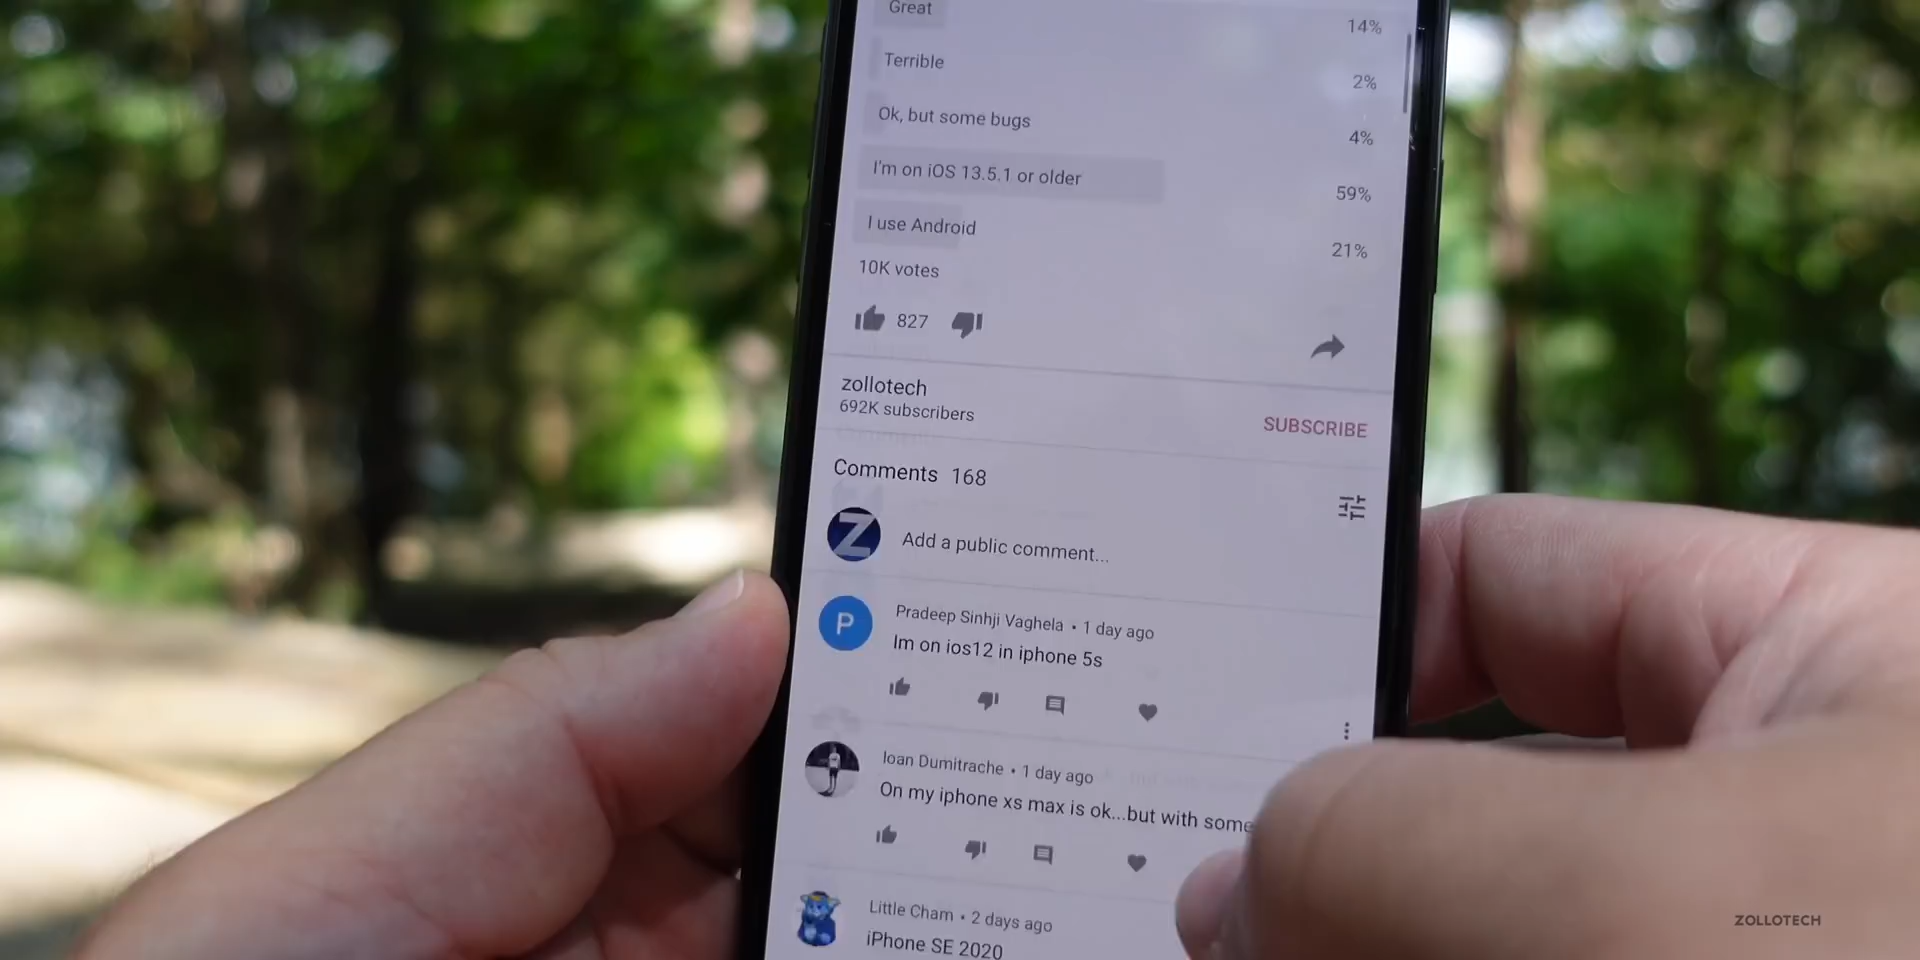 Great 14%
Terrible 2%
Ok, but some bugs 4%
I'm on iOS 13.5.1 or older 59%
I use Android 21%
10K votes
827
zollotech
692K subscribers
SUBSCRIBE
Comments 168
Z
Add a public comment...
P
Pradeep Sinhji Vaghela • 1 day ago
Im on ios12 in iphone 5s
Ioan Dumitrache • 1 day ago
On my iphone xs max is ok...but with some
Little Cham • 2 days ago
iPhone SE 2020
ZOLLOTECH